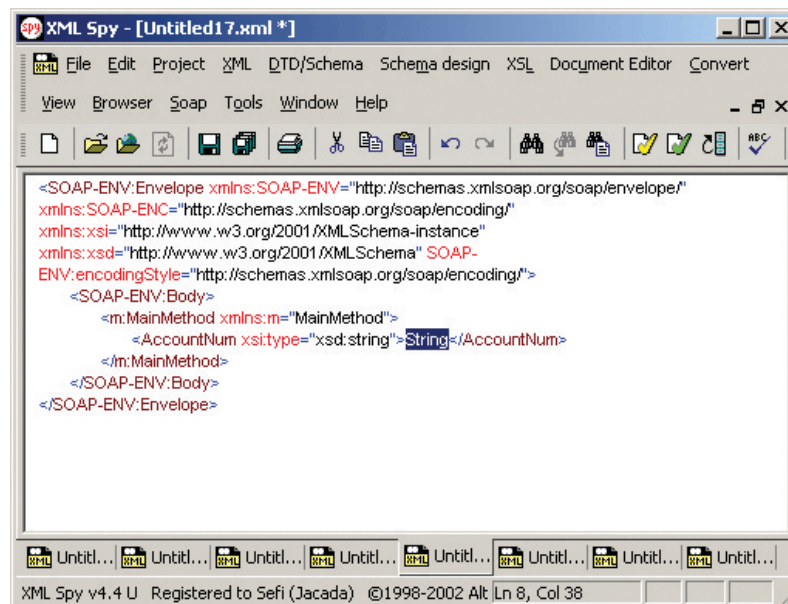 XML Spy - [Untitled17.xml *]
File Edit Project XML DTD/Schema Schema design XSL Document Editor Convert
View Browser Soap Tools Window Help
<SOAP-ENV:Envelope xmlns:SOAP-ENV="http://schemas.xmlsoap.org/soap/envelope/"
xmlns:SOAP-ENC="http://schemas.xmlsoap.org/soap/encoding/"
xmlns:xsi="http://www.w3.org/2001/XMLSchema-instance"
xmlns:xsd="http://www.w3.org/2001/XMLSchema" SOAP-
ENV:encodingStyle="http://schemas.xmlsoap.org/soap/encoding/">
<SOAP-ENV:Body>
<m:MainMethod xmlns:m="MainMethod">
<AccountNum xsi:type="xsd:string">String</AccountNum>
</m:MainMethod>
</SOAP-ENV:Body>
</SOAP-ENV:Envelope>
Untitl... Untitl... Untitl... Untitl... Untitl... Untitl... Untitl... Untitl...
XML Spy v4.4 U Registered to Sefi (Jacada) ©1998-2002 Alt Ln 8, Col 38